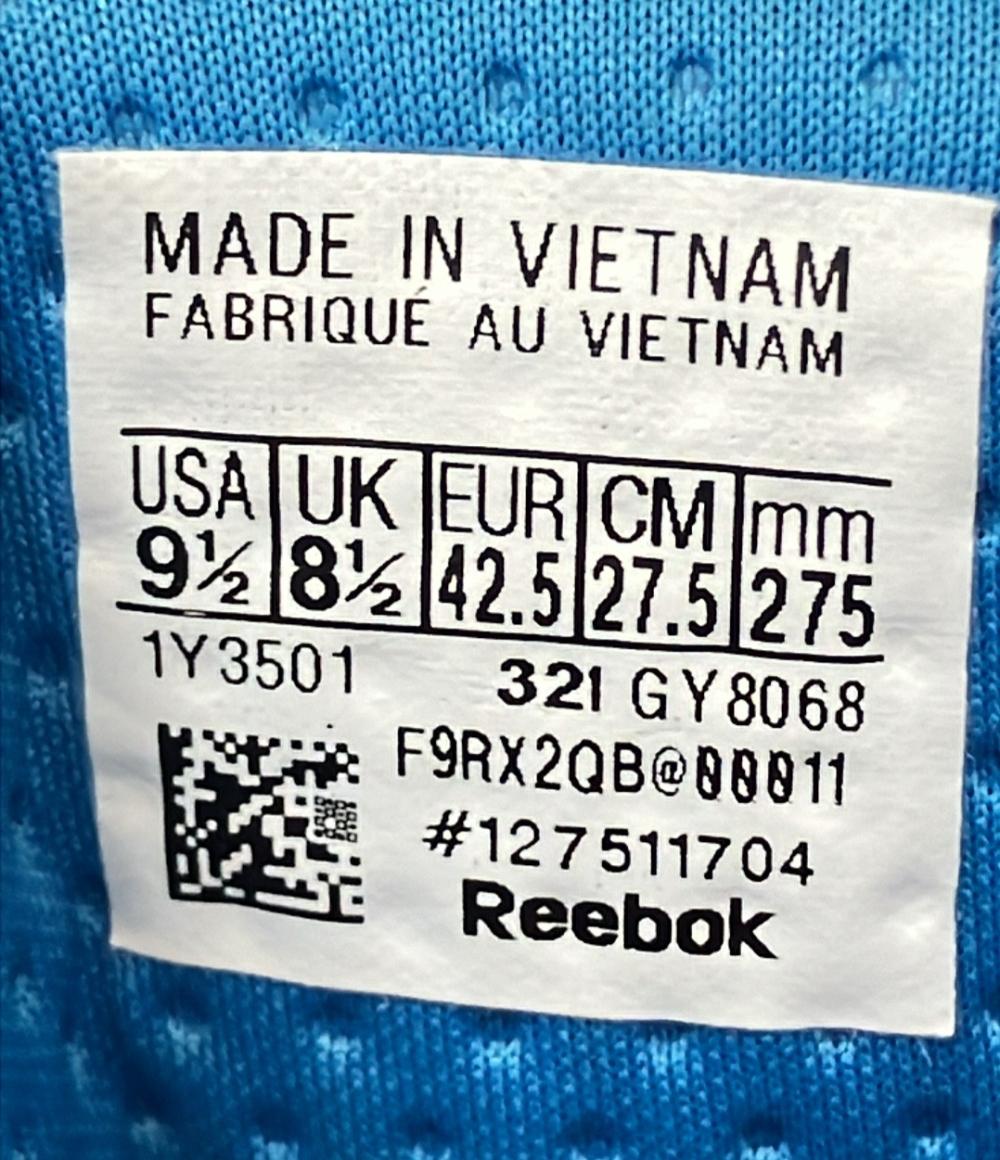 MADE IN VIETNAM
FABRIQUÉ AU VIETNAM
USA UK EUR CM mm
9½ 8½ 42.5 27.5 275
1Y3501 321 GY8068
F9RX2QB@00011
#127511704
Reebok